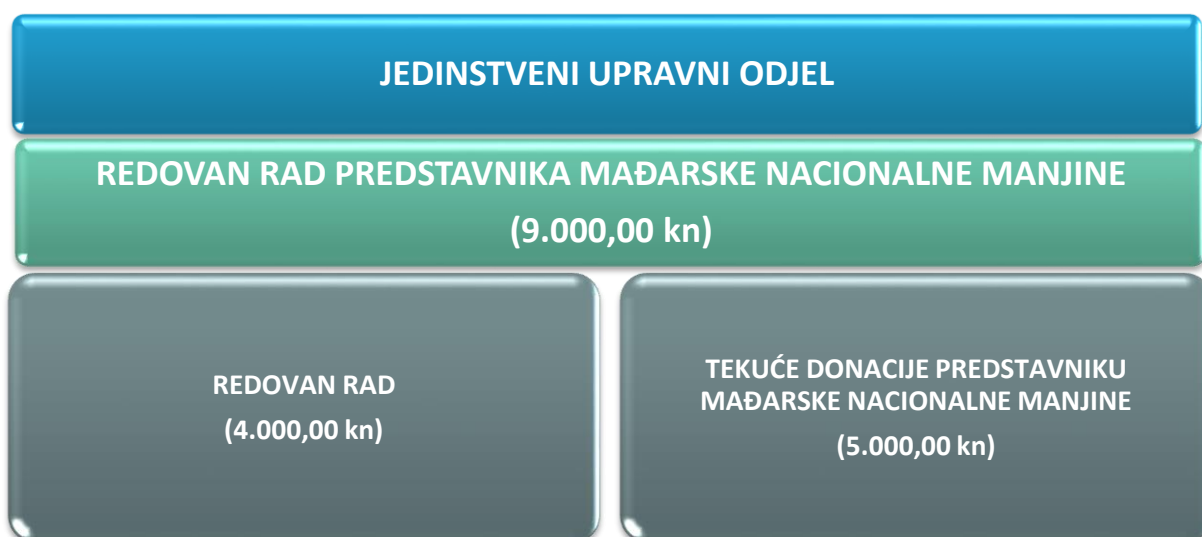 JEDINSTVENI UPRAVNI ODJEL
REDOVAN RAD PREDSTAVNIKA MAĐARSKE NACIONALNE MANJINE
(9.000,00 kn)
REDOVAN RAD
(4.000,00 kn)
TEKUĆE DONACIJE PREDSTAVNIKU
MAĐARSKE NACIONALNE MANJINE
(5.000,00 kn)